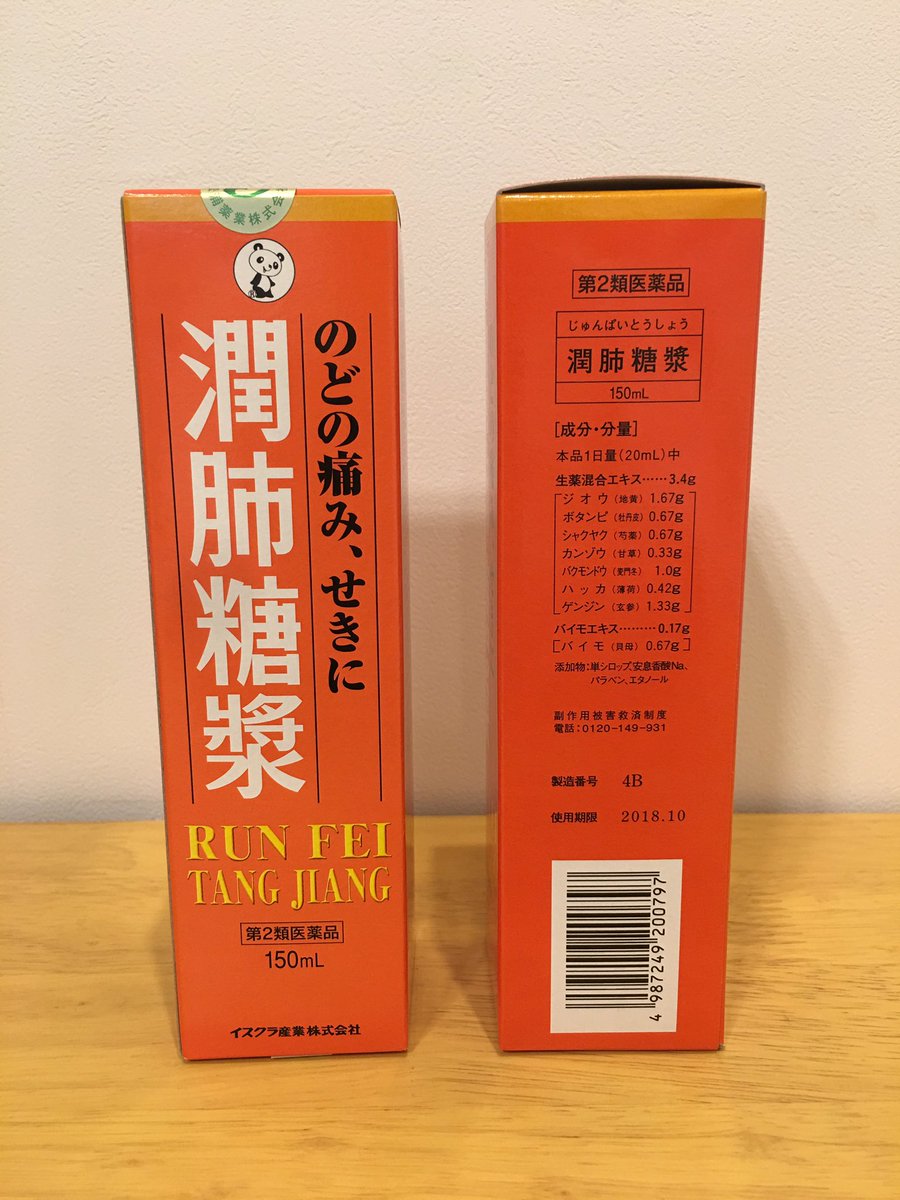 薬業株式会
潤肺糖漿
のどの痛み、せきに
RUN FEI
TANG JIANG
第2類医薬品
150mL
イスクラ産業株式会社
第2類医薬品
じゅんぱいとうしょう
潤肺糖漿
150mL
[成分・分量]
本品1日量(20mL)中
生薬混合エキス……3.4g
ジオウ(地黄)1.67g
ボタンピ(牡丹皮)0.67g
シャクヤク(芍薬)0.67g
カンゾウ(甘草)0.33g
バクモンドウ(麦門冬)1.0g
ハッカ(薄荷)0.42g
ゲンジン(玄参)1.33g
バイモエキス………0.17g
[バイモ(貝母)0.67g]
添加物:単シロップ、安息香酸Na、
パラベン、エタノール
副作用被害救済制度
電話:0120-149-931
製造番号 4B
使用期限 2018.10
4 987249 200797